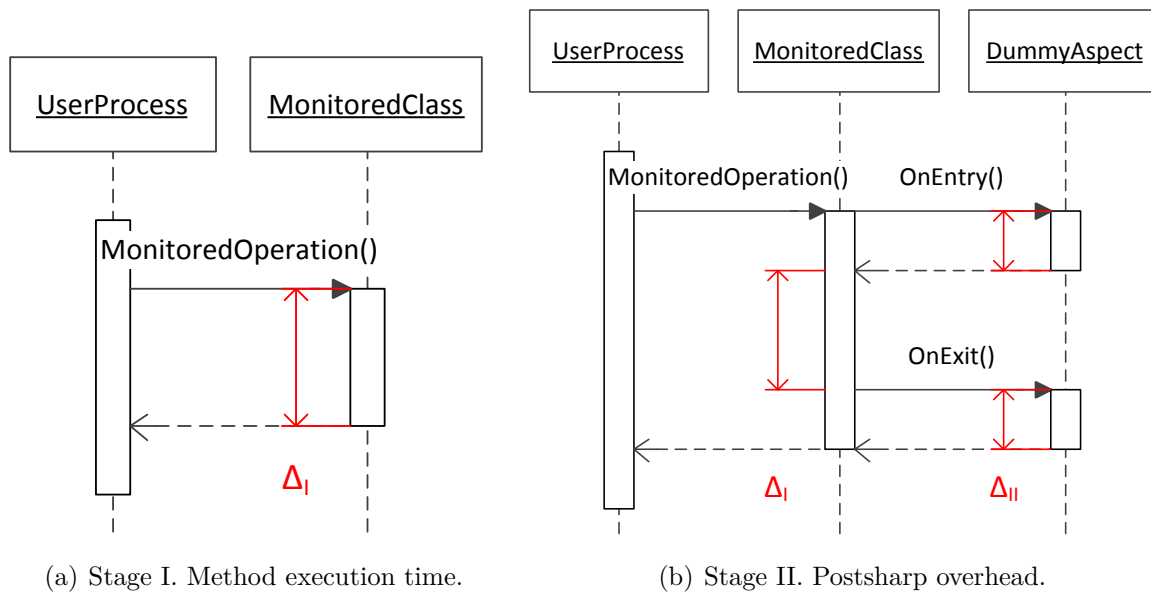 UserProcess
MonitoredClass
MonitoredOperation()
ΔI
(a) Stage I. Method execution time.
UserProcess
MonitoredClass
DummyAspect
MonitoredOperation()
OnEntry()
OnExit()
ΔI
ΔII
(b) Stage II. Postsharp overhead.